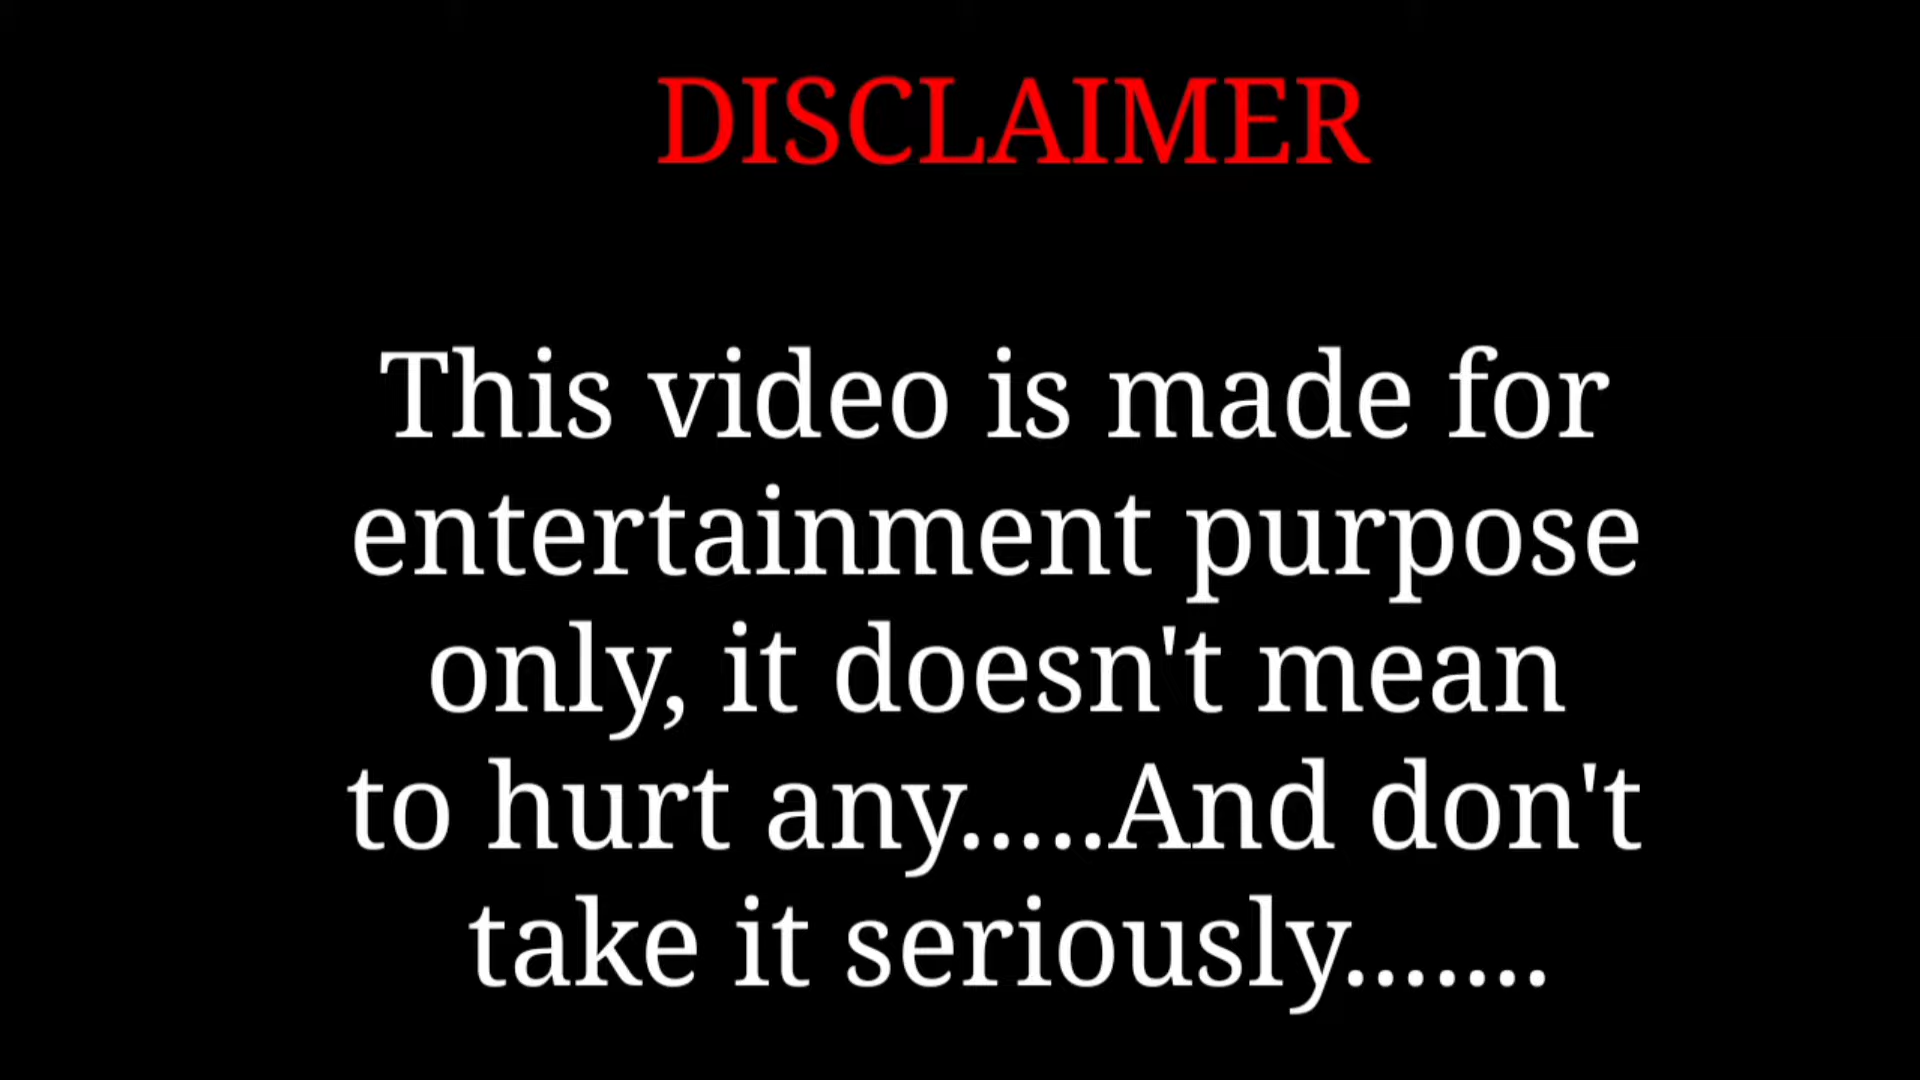 DISCLAIMER
This video is made for
entertainment purpose
only, it doesn't mean
to hurt any.....And don't
take it seriously.......